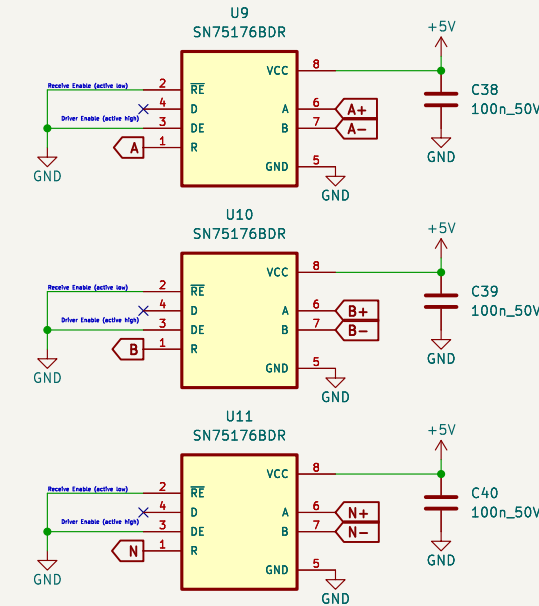 U9
SN75176BDR
+5V
VCC 8
Receive Enable (active low) 2 RE
C38
4 D A 6 A+
100n_50V
Driver Enable (active high) 3 DE B 7 A-
A 1 R
GND
GND
GND 5
GND
U10
SN75176BDR
+5V
VCC 8
Receive Enable (active low) 2 RE
C39
4 D A 6 B+
100n_50V
Driver Enable (active high) 3 DE B 7 B-
B 1 R
GND
GND
GND 5
GND
U11
SN75176BDR
+5V
VCC 8
Receive Enable (active low) 2 RE
C40
4 D A 6 N+
100n_50V
Driver Enable (active high) 3 DE B 7 N-
N 1 R
GND
GND
GND 5
GND